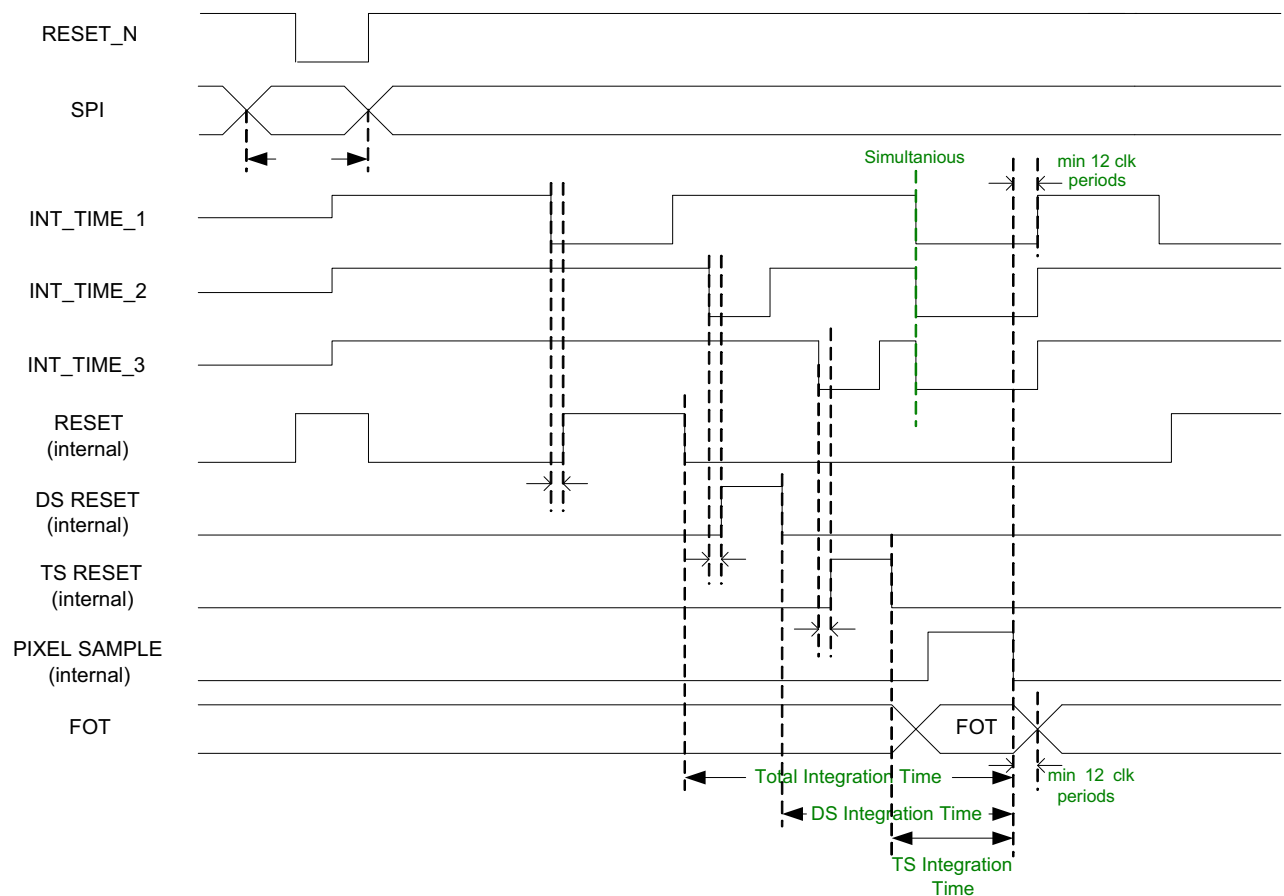 RESET_N
SPI
Simultanious
min 12 clk
periods
INT_TIME_1
INT_TIME_2
INT_TIME_3
RESET
(internal)
DS RESET
(internal)
TS RESET
(internal)
PIXEL SAMPLE
(internal)
FOT
FOT
Total Integration Time
min 12 clk
periods
DS Integration Time
TS Integration
Time